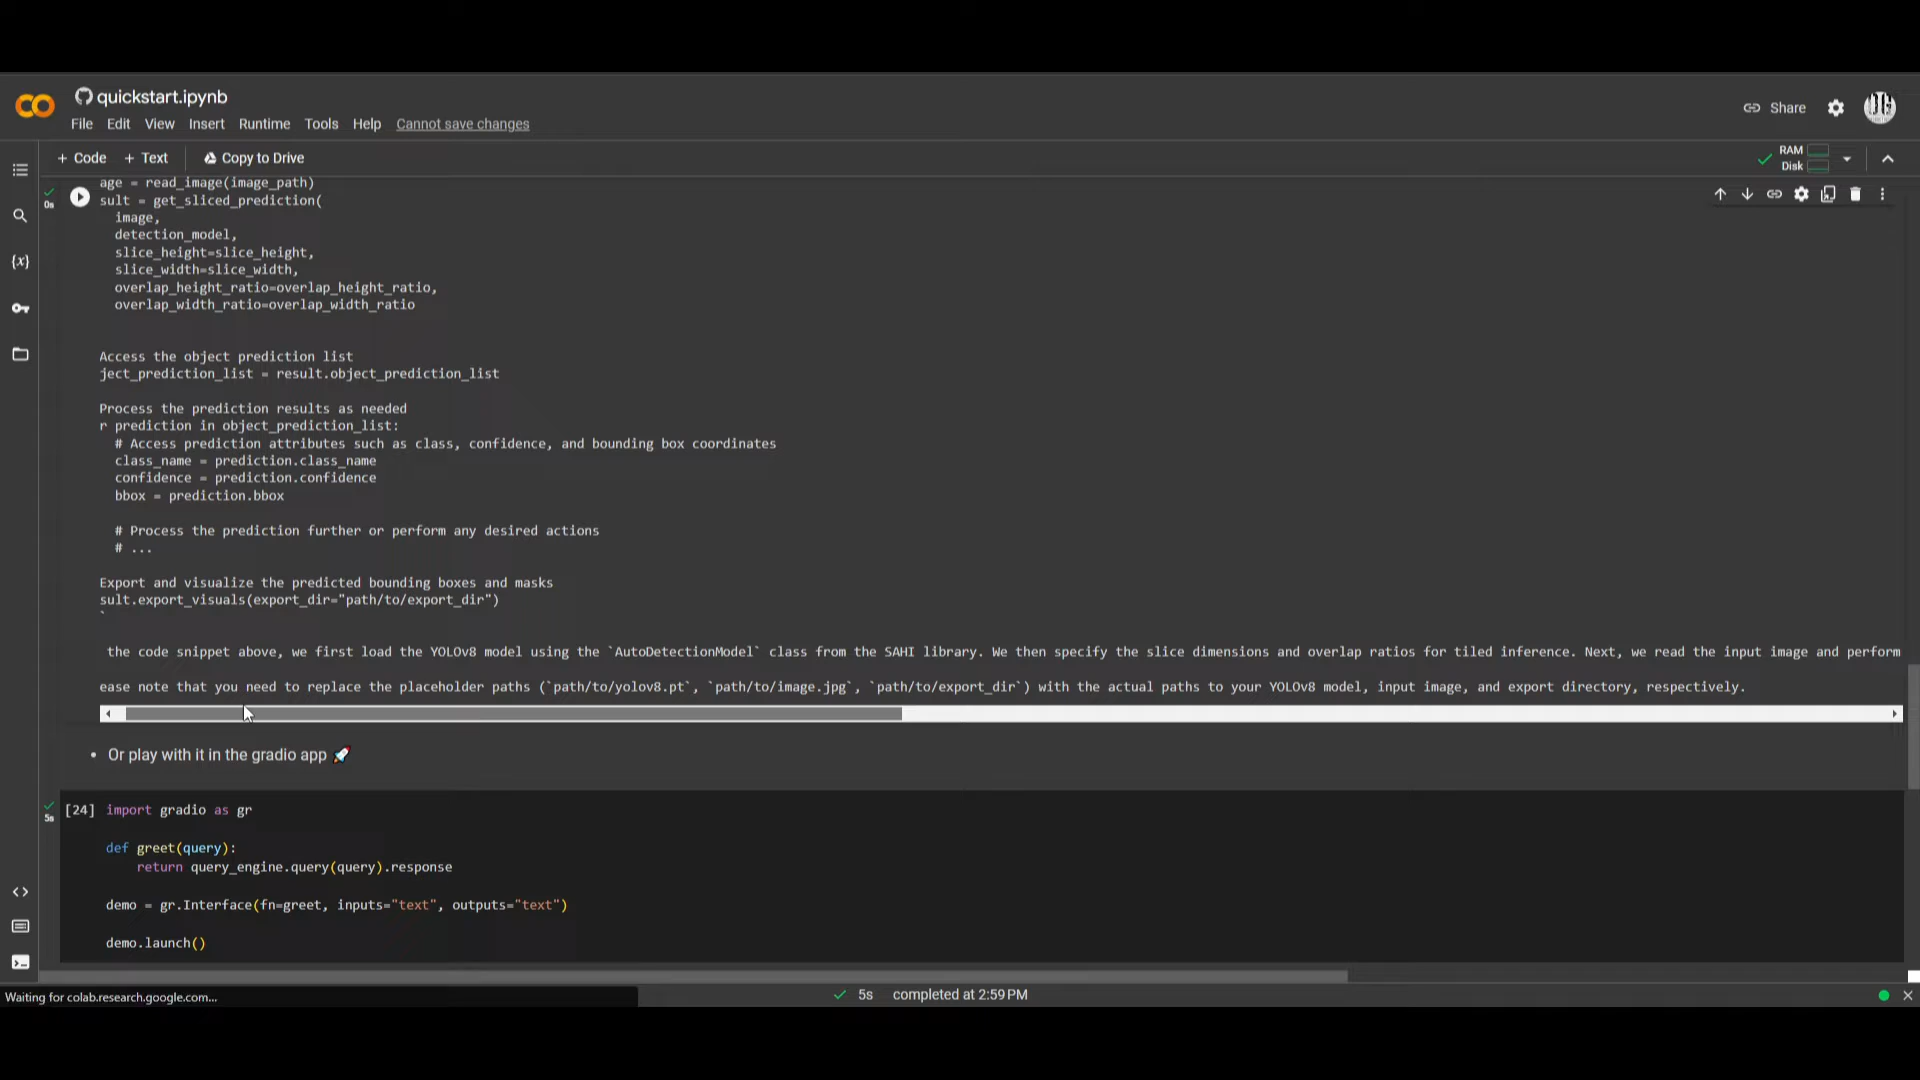 quickstart.ipynb
File Edit View Insert Runtime Tools Help Cannot save changes
Share
+ Code + Text Copy to Drive
RAM
Disk
age = read_image(image_path)
0s
sult = get_sliced_prediction(
image,
detection_model,
slice_height=slice_height,
slice_width=slice_width,
overlap_height_ratio=overlap_height_ratio,
overlap_width_ratio=overlap_width_ratio
Access the object prediction list
ject_prediction_list = result.object_prediction_list
Process the prediction results as needed
r prediction in object_prediction_list:
# Access prediction attributes such as class, confidence, and bounding box coordinates
class_name = prediction.class_name
confidence = prediction.confidence
bbox = prediction.bbox
# Process the prediction further or perform any desired actions
# ...
Export and visualize the predicted bounding boxes and masks
sult.export_visuals(export_dir="path/to/export_dir")
`
the code snippet above, we first load the YOLOv8 model using the `AutoDetectionModel` class from the SAHI library. We then specify the slice dimensions and overlap ratios for tiled inference. Next, we read the input image and perform
ease note that you need to replace the placeholder paths (`path/to/yolov8.pt`, `path/to/image.jpg`, `path/to/export_dir`) with the actual paths to your YOLOv8 model, input image, and export directory, respectively.
• Or play with it in the gradio app 🚀
[24] import gradio as gr
5s
def greet(query):
return query_engine.query(query).response
demo = gr.Interface(fn=greet, inputs="text", outputs="text")
demo.launch()
Waiting for colab.research.google.com...
5s completed at 2:59 PM